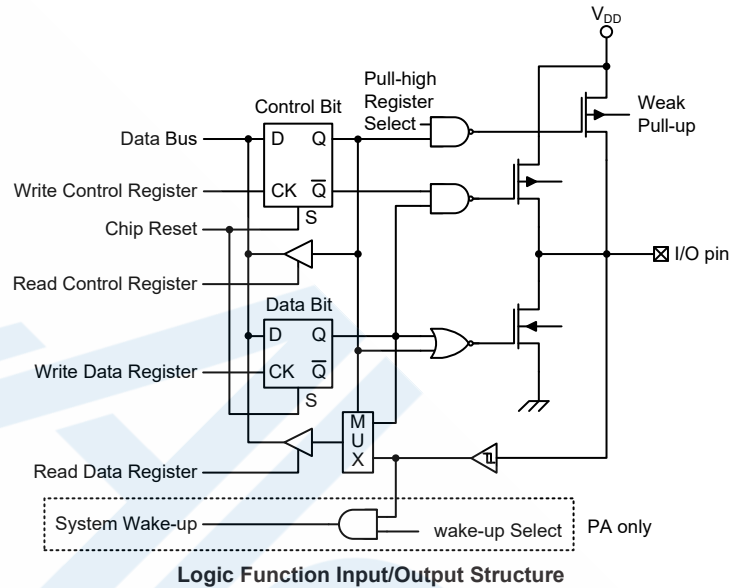 V_DD
Pull-high
Register
Select
Weak
Pull-up
Control Bit
Data Bus
D
Q
Write Control Register
CK
Q̅
S
Chip Reset
I/O pin
Read Control Register
Data Bit
D
Q
Write Data Register
CK
Q̅
S
M
U
X
Read Data Register
System Wake-up
wake-up Select
PA only
Logic Function Input/Output Structure